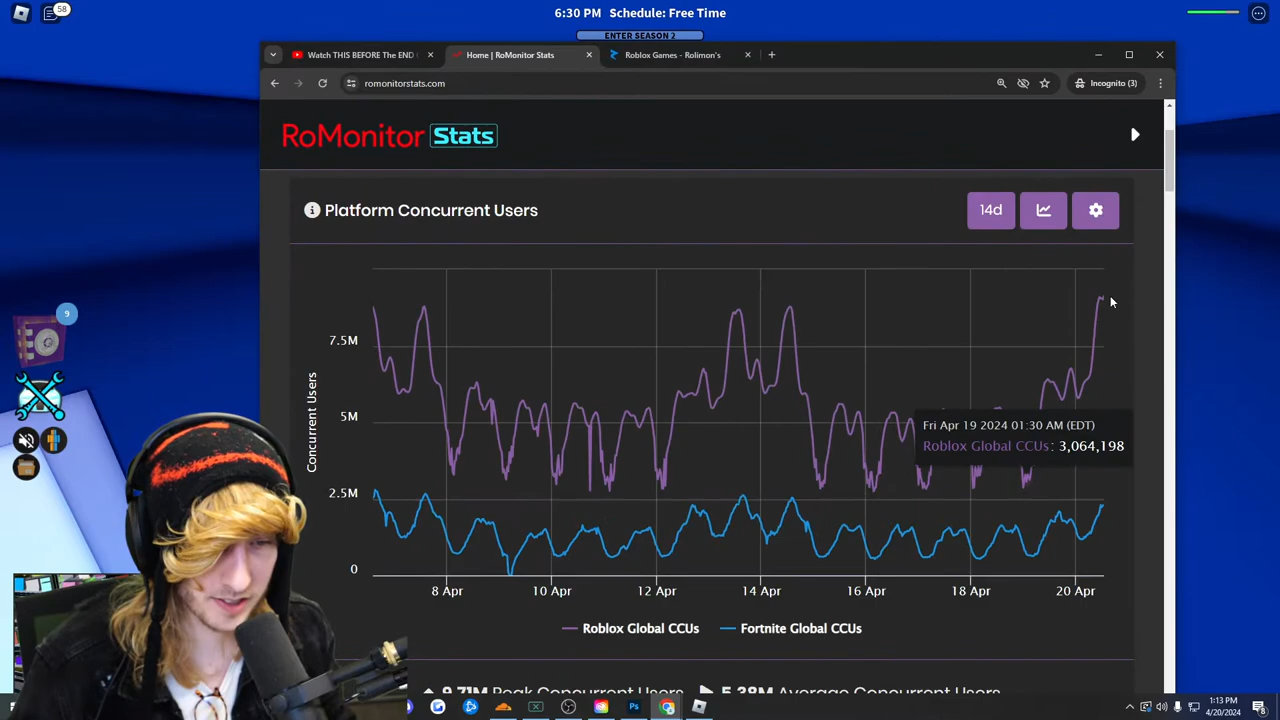 58
6:30 PM Schedule: Free Time
ENTER SEASON 2
Watch THIS BEFORE The END
Home | RoMonitor Stats
Roblox Games - Rolimon's
romonitorstats.com
Incognito (3)
RoMonitor Stats
Platform Concurrent Users
14d
9
7.5M
5M
2.5M
0
Concurrent Users
Fri Apr 19 2024 01:30 AM (EDT)
Roblox Global CCUs: 3,064,198
8 Apr
10 Apr
12 Apr
14 Apr
16 Apr
18 Apr
20 Apr
Roblox Global CCUs
Fortnite Global CCUs
9.71M Peak Concurrent Users
5.38M Average Concurrent Users
Ps
1:13 PM
4/20/2024
8